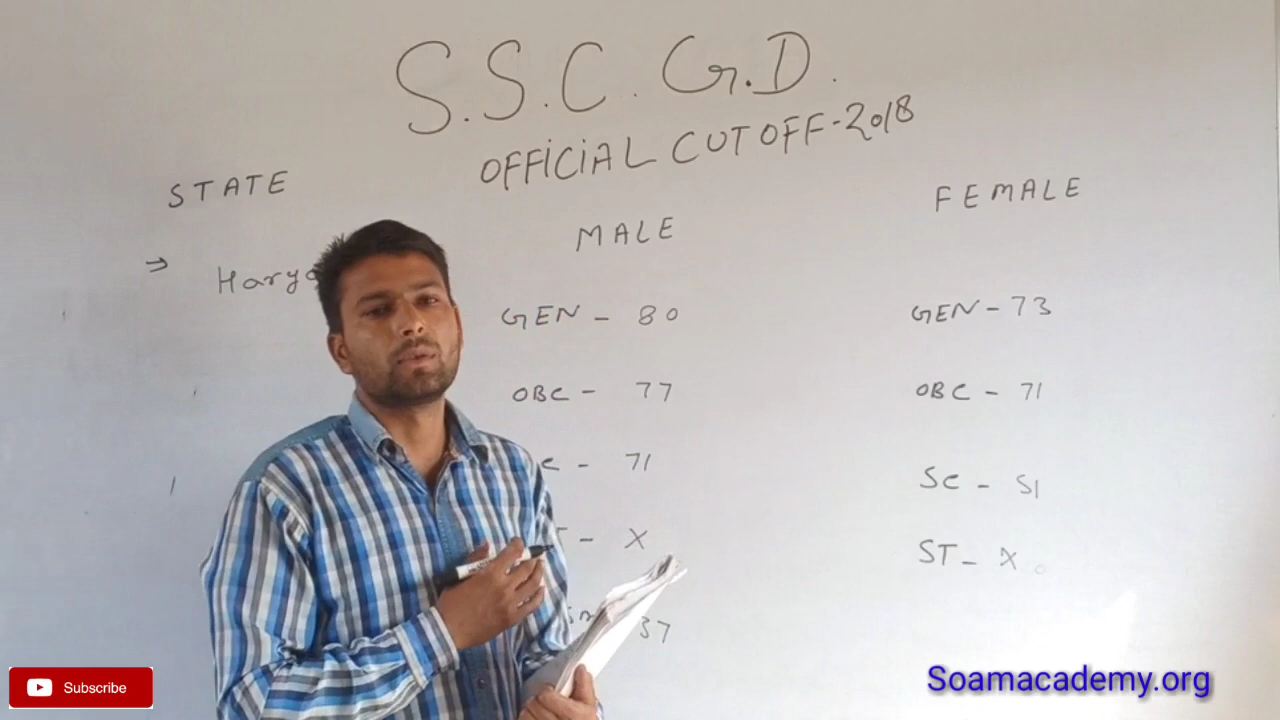 S.S.C. G.D.
OFFICIAL CUTOFF-2018
STATE
MALE
FEMALE
⇒
GEN - 80
GEN - 73
OBC - 77
OBC - 71
- 71
SC - 51
- X
ST - X
37
Subscribe
Soamacademy.org